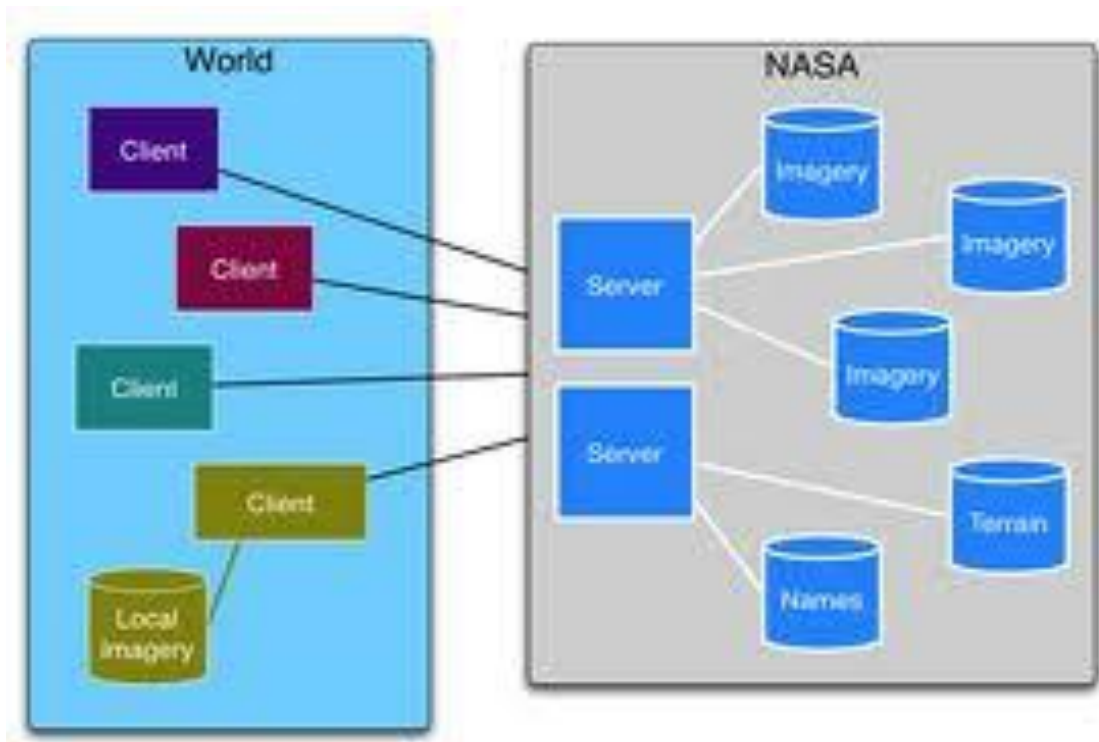 World
Client
Client
Client
Client
Local
imagery
NASA
Imagery
Imagery
Server
Imagery
Server
Terrain
Names